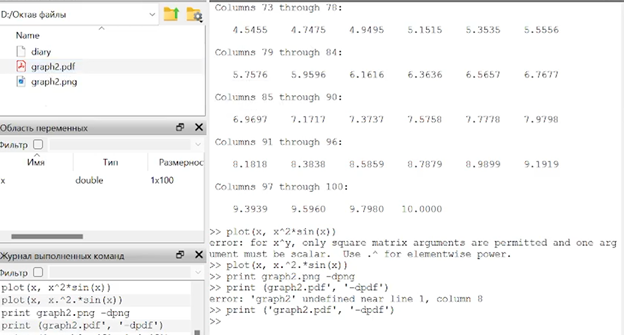 D:/Октав файлы
Name
diary
graph2.pdf
graph2.png
Область переменных
Фильтр
Имя Тип Размернос
x double 1x100
Журнал выполненных команд
Фильтр
plot(x, x^2*sin(x))
plot(x, x.^2.*sin(x))
print graph2.png -dpng
print (graph2.pdf', '-dpdf')
Columns 73 through 78:
4.5455 4.7475 4.9495 5.1515 5.3535 5.5556
Columns 79 through 84:
5.7576 5.9596 6.1616 6.3636 6.5657 6.7677
Columns 85 through 90:
6.9697 7.1717 7.3737 7.5758 7.7778 7.9798
Columns 91 through 96:
8.1818 8.3838 8.5859 8.7879 8.9899 9.1919
Columns 97 through 100:
9.3939 9.5960 9.7980 10.0000
>> plot(x, x^2*sin(x))
error: for x^y, only square matrix arguments are permitted and one arg
ument must be scalar. Use .^ for elementwise power.
>> plot(x, x.^2.*sin(x))
>> print graph2.png -dpng
>> print (graph2.pdf', '-dpdf')
error: 'graph2' undefined near line 1, column 8
>> print ('graph2.pdf', '-dpdf')
>>